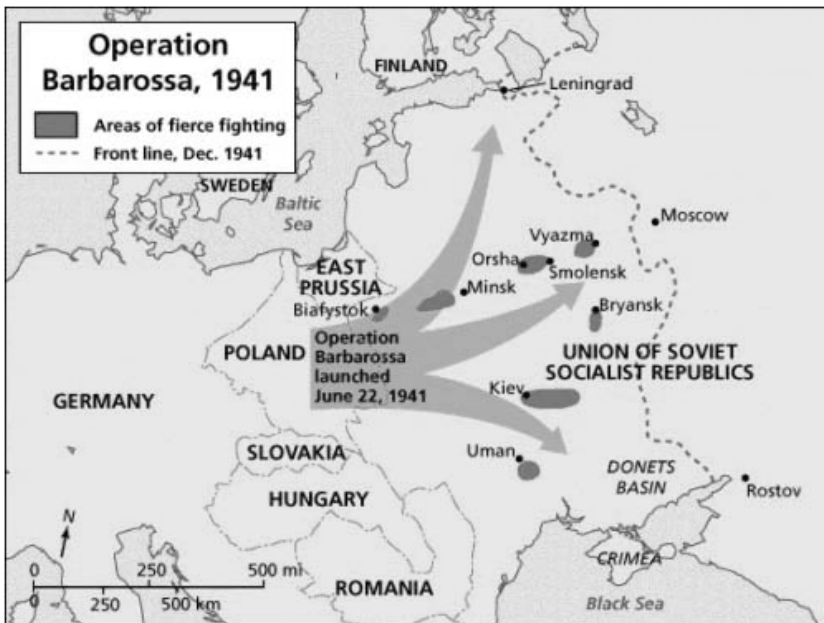 Operation
Barbarossa, 1941
Areas of fierce fighting
Front line, Dec. 1941
FINLAND
Leningrad
SWEDEN
Baltic
Sea
Moscow
Vyazma
Orsha
Smolensk
EAST
PRUSSIA
Minsk
Białystok
Bryansk
POLAND
Operation
Barbarossa
launched
June 22, 1941
UNION OF SOVIET
SOCIALIST REPUBLICS
GERMANY
Kiev
SLOVAKIA
Uman
DONETS
BASIN
HUNGARY
Rostov
N
CRIMEA
0 250 500 mi
0 250 500 km
ROMANIA
Black Sea